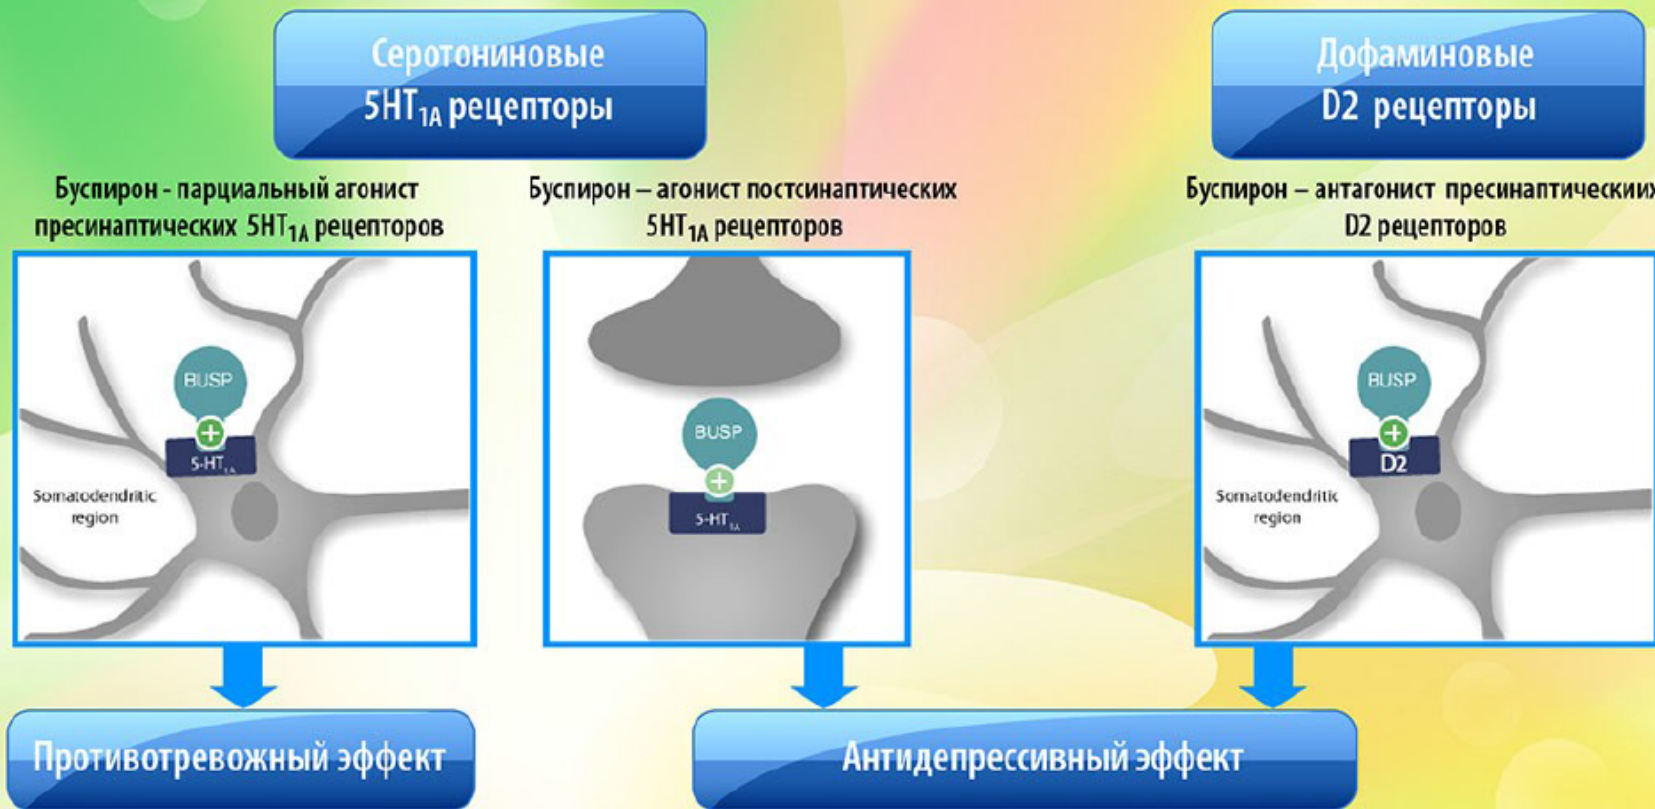 Серотониновые
5HT1A рецепторы
Дофаминовые
D2 рецепторы
Буспирон - парциальный агонист
пресинаптических 5HT1A рецепторов
Буспирон – агонист постсинаптических
5HT1A рецепторов
Буспирон – антагонист пресинаптическиих
D2 рецепторов
BUSP
5-HT1A
Somatodendritic
region
BUSP
5-HT1A
BUSP
D2
Somatodendritic
region
Противотревожный эффект
Антидепрессивный эффект